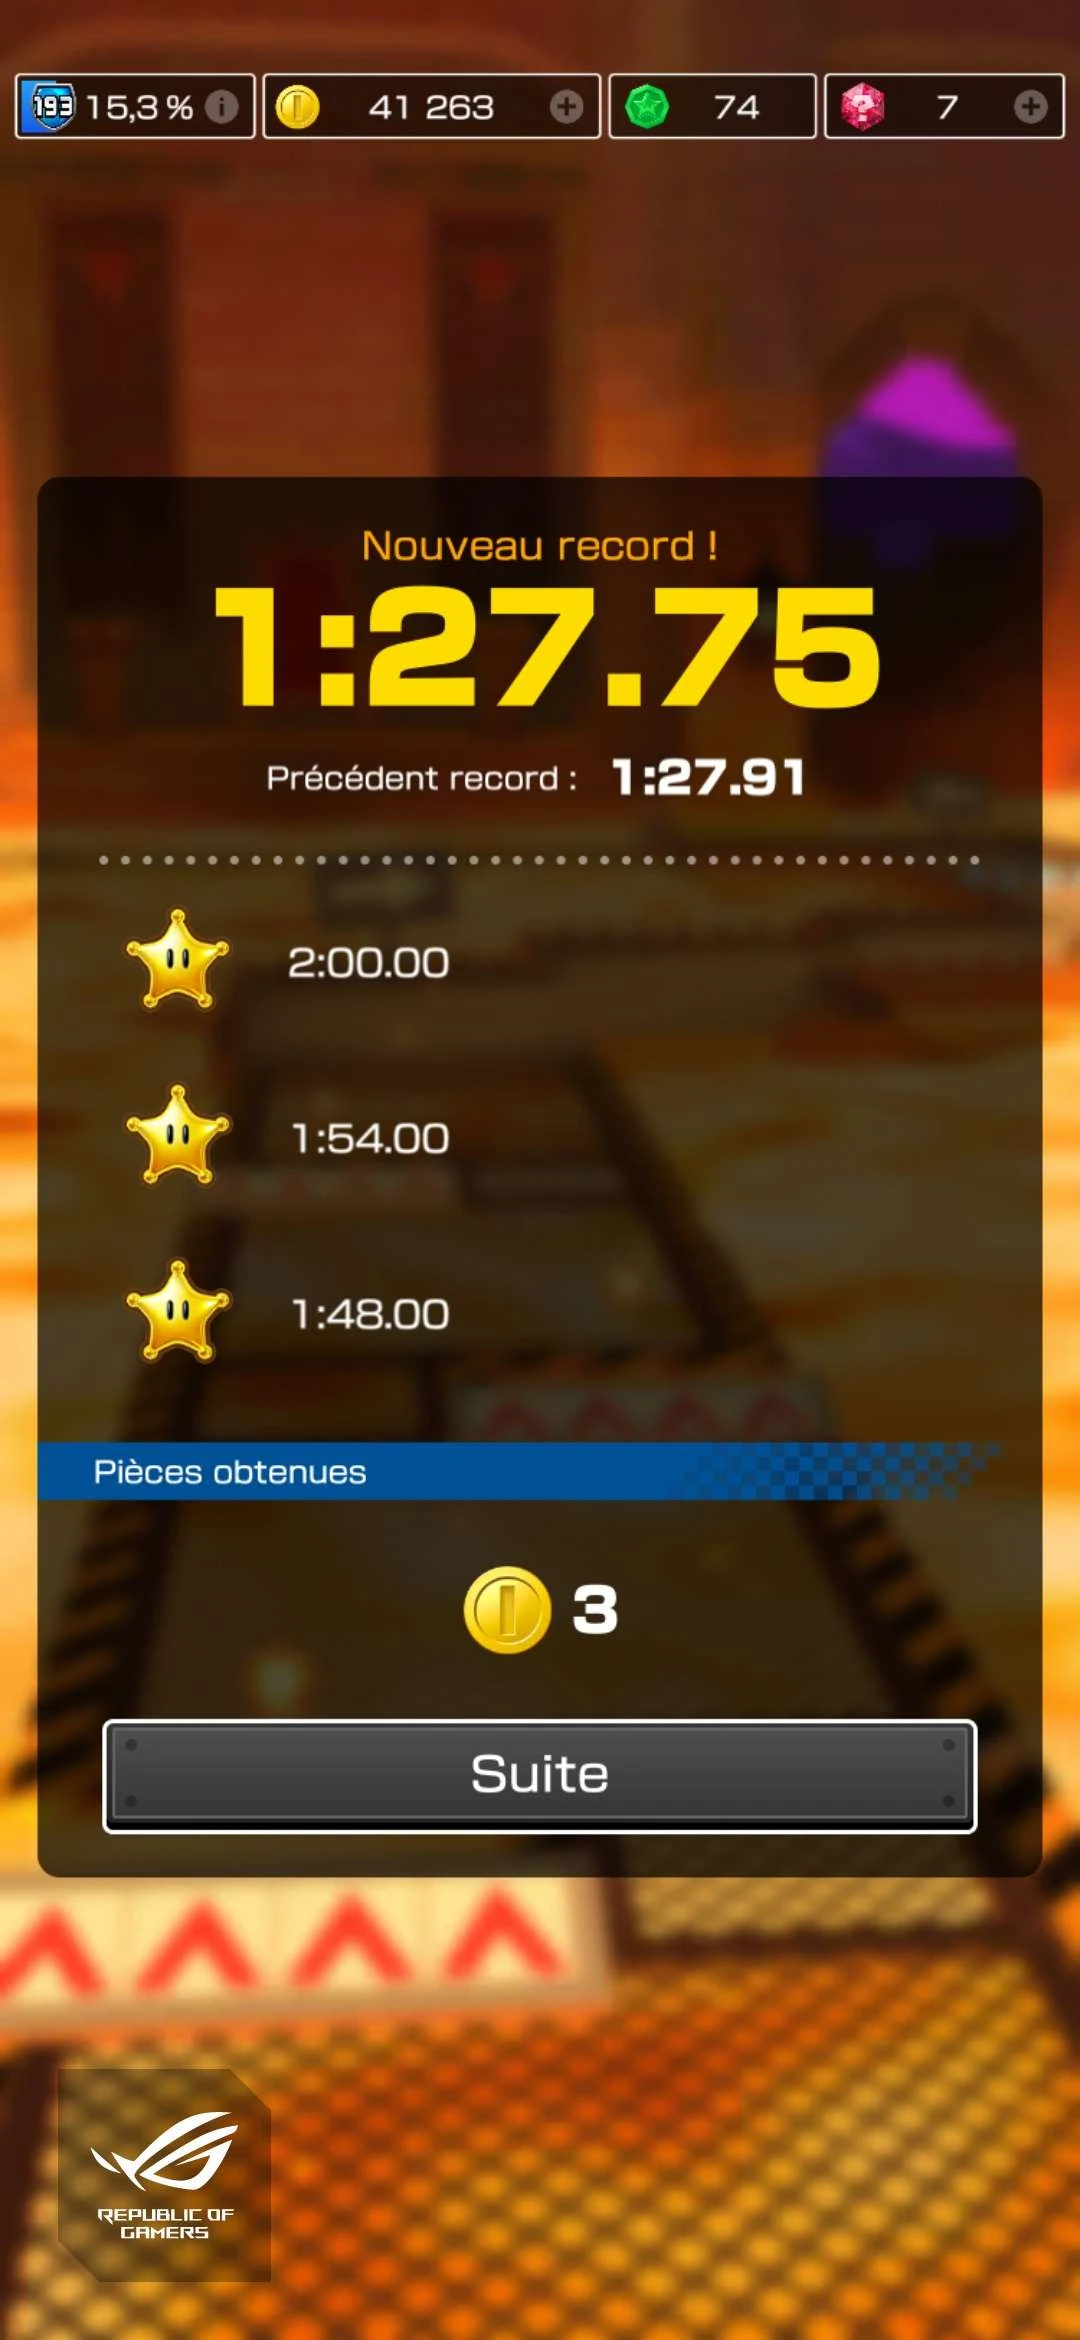 193 15,3 % i 41 263 + 74 ? 7 +
Nouveau record !
1:27.75
Précédent record : 1:27.91
2:00.00
1:54.00
1:48.00
Pièces obtenues
3
Suite
REPUBLIC OF
GAMERS